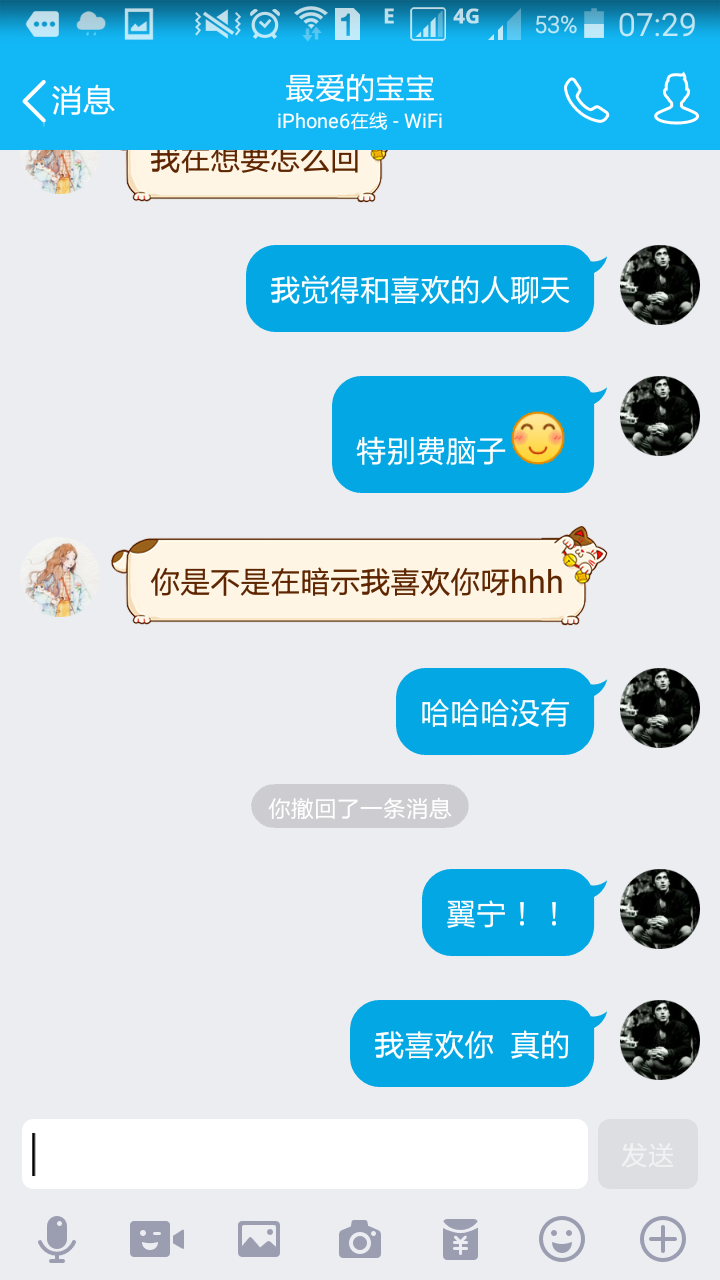 1 E 4G 53% 07:29
消息
最爱的宝宝
iPhone6在线 - WiFi
我在想要怎么回
我觉得和喜欢的人聊天
特别费脑子
你是不是在暗示我喜欢你呀hhh
哈哈哈没有
你撤回了一条消息
翼宁！！
我喜欢你 真的
发送